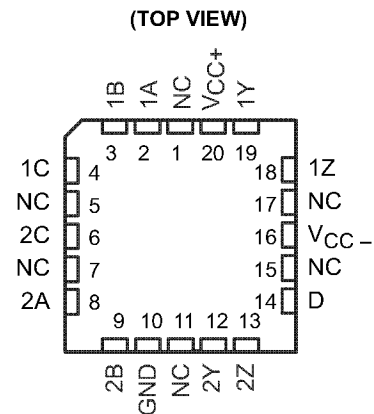 (TOP VIEW)
1B 1A NC VCC+ 1Y
3 2 1 20 19
1C 4 18 1Z
NC 5 17 NC
2C 6 16 VCC –
NC 7 15 NC
2A 8 14 D
9 10 11 12 13
2B GND NC 2Y 2Z